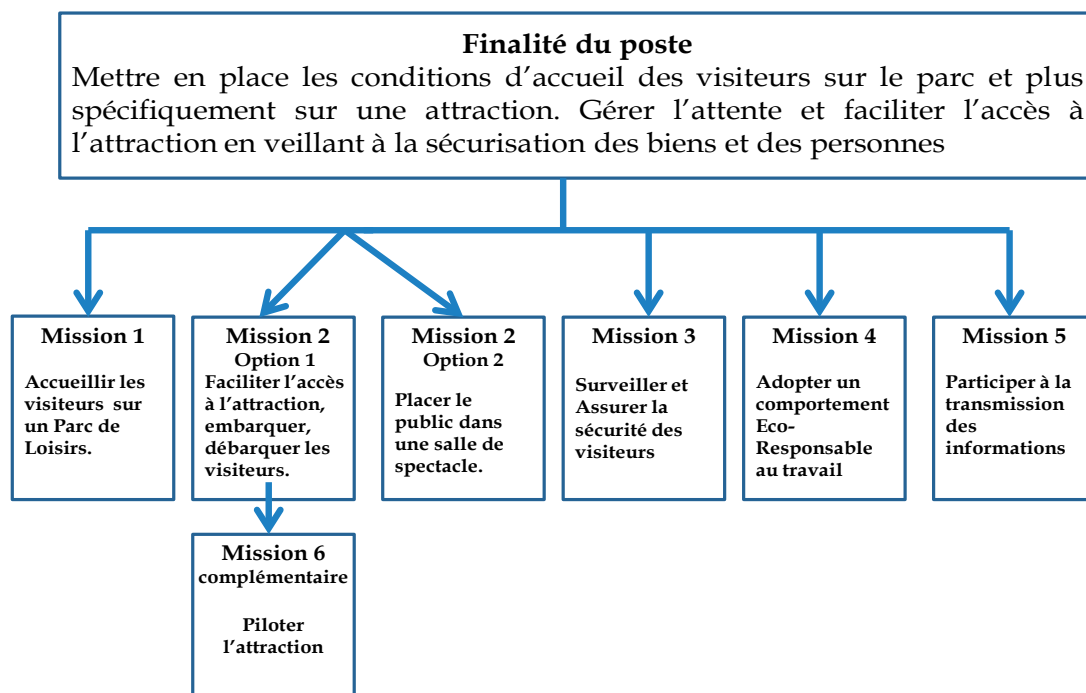 Finalité du poste
Mettre en place les conditions d’accueil des visiteurs sur le parc et plus
spécifiquement sur une attraction. Gérer l’attente et faciliter l’accès à
l’attraction en veillant à la sécurisation des biens et des personnes
Mission 1
Accueillir les
visiteurs sur
un Parc de
Loisirs.
Mission 2
Option 1
Faciliter l’accès
à l’attraction,
embarquer,
débarquer les
visiteurs.
Mission 2
Option 2
Placer le
public dans
une salle de
spectacle.
Mission 3
Surveiller et
Assurer la
sécurité des
visiteurs
Mission 4
Adopter un
comportement
Eco-
Responsable
au travail
Mission 5
Participer à la
transmission
des
informations
Mission 6
complémentaire
Piloter
l’attraction